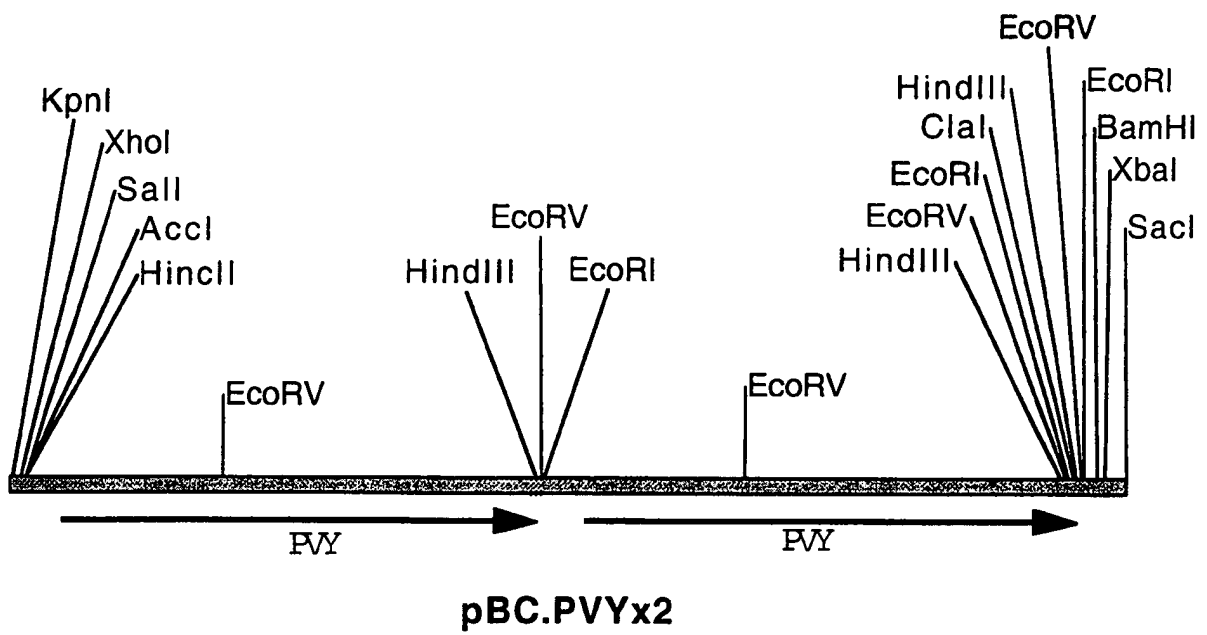 KpnI
XhoI
SalI
AccI
HincII
EcoRV
HindIII
EcoRV
EcoRI
EcoRV
HindIII
EcoRV
EcoRI
ClaI
HindIII
EcoRV
EcoRI
BamHI
XbaI
SacI
PVY
PVY
pBC.PVYx2